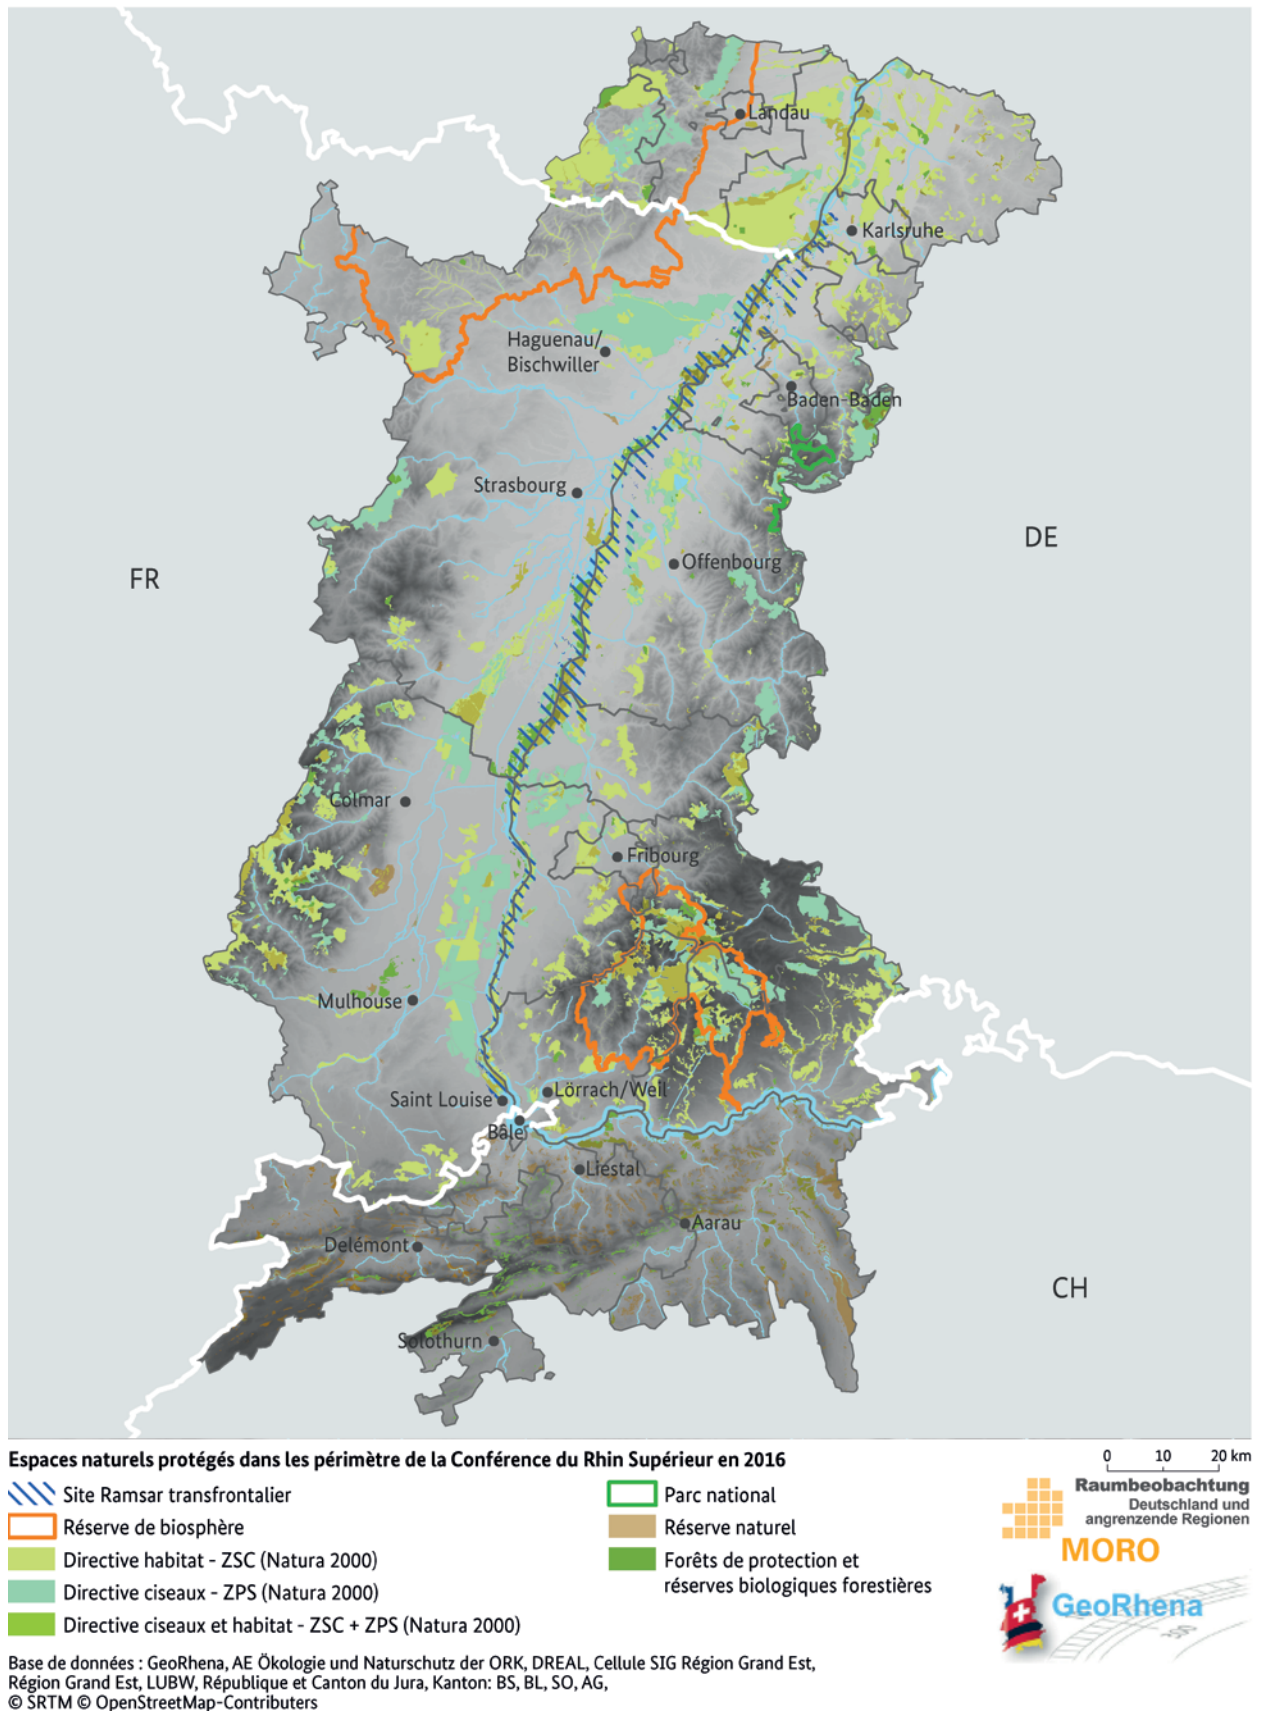 Landau
Karlsruhe
Haguenau/
Bischwiller
Baden-Baden
Strasbourg
DE
Offenbourg
FR
Colmar
Fribourg
Mulhouse
Saint Louise
Lörrach/Weil
Bâle
Liestal
Aarau
Delémont
CH
Solothurn
Espaces naturels protégés dans les périmètre de la Conférence du Rhin Supérieur en 2016
0 10 20 km
Site Ramsar transfrontalier
Réserve de biosphère
Directive habitat - ZSC (Natura 2000)
Directive ciseaux - ZPS (Natura 2000)
Directive ciseaux et habitat - ZSC + ZPS (Natura 2000)
Parc national
Réserve naturel
Forêts de protection et
réserves biologiques forestières
Raumbeobachtung
Deutschland und
angrenzende Regionen
MORO
GeoRhena
300
Base de données : GeoRhena, AE Ökologie und Naturschutz der ORK, DREAL, Cellule SIG Région Grand Est,
Région Grand Est, LUBW, République et Canton du Jura, Kanton: BS, BL, SO, AG,
© SRTM © OpenStreetMap-Contributers